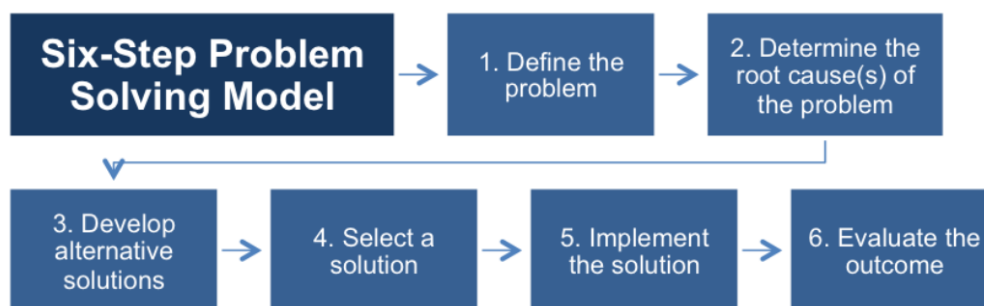 Six-Step Problem
Solving Model
1. Define the
problem
2. Determine the
root cause(s) of
the problem
3. Develop
alternative
solutions
4. Select a
solution
5. Implement
the solution
6. Evaluate the
outcome